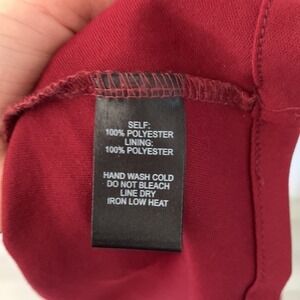 SELF:
100% POLYESTER
LINING:
100% POLYESTER
HAND WASH COLD
DO NOT BLEACH
LINE DRY
IRON LOW HEAT